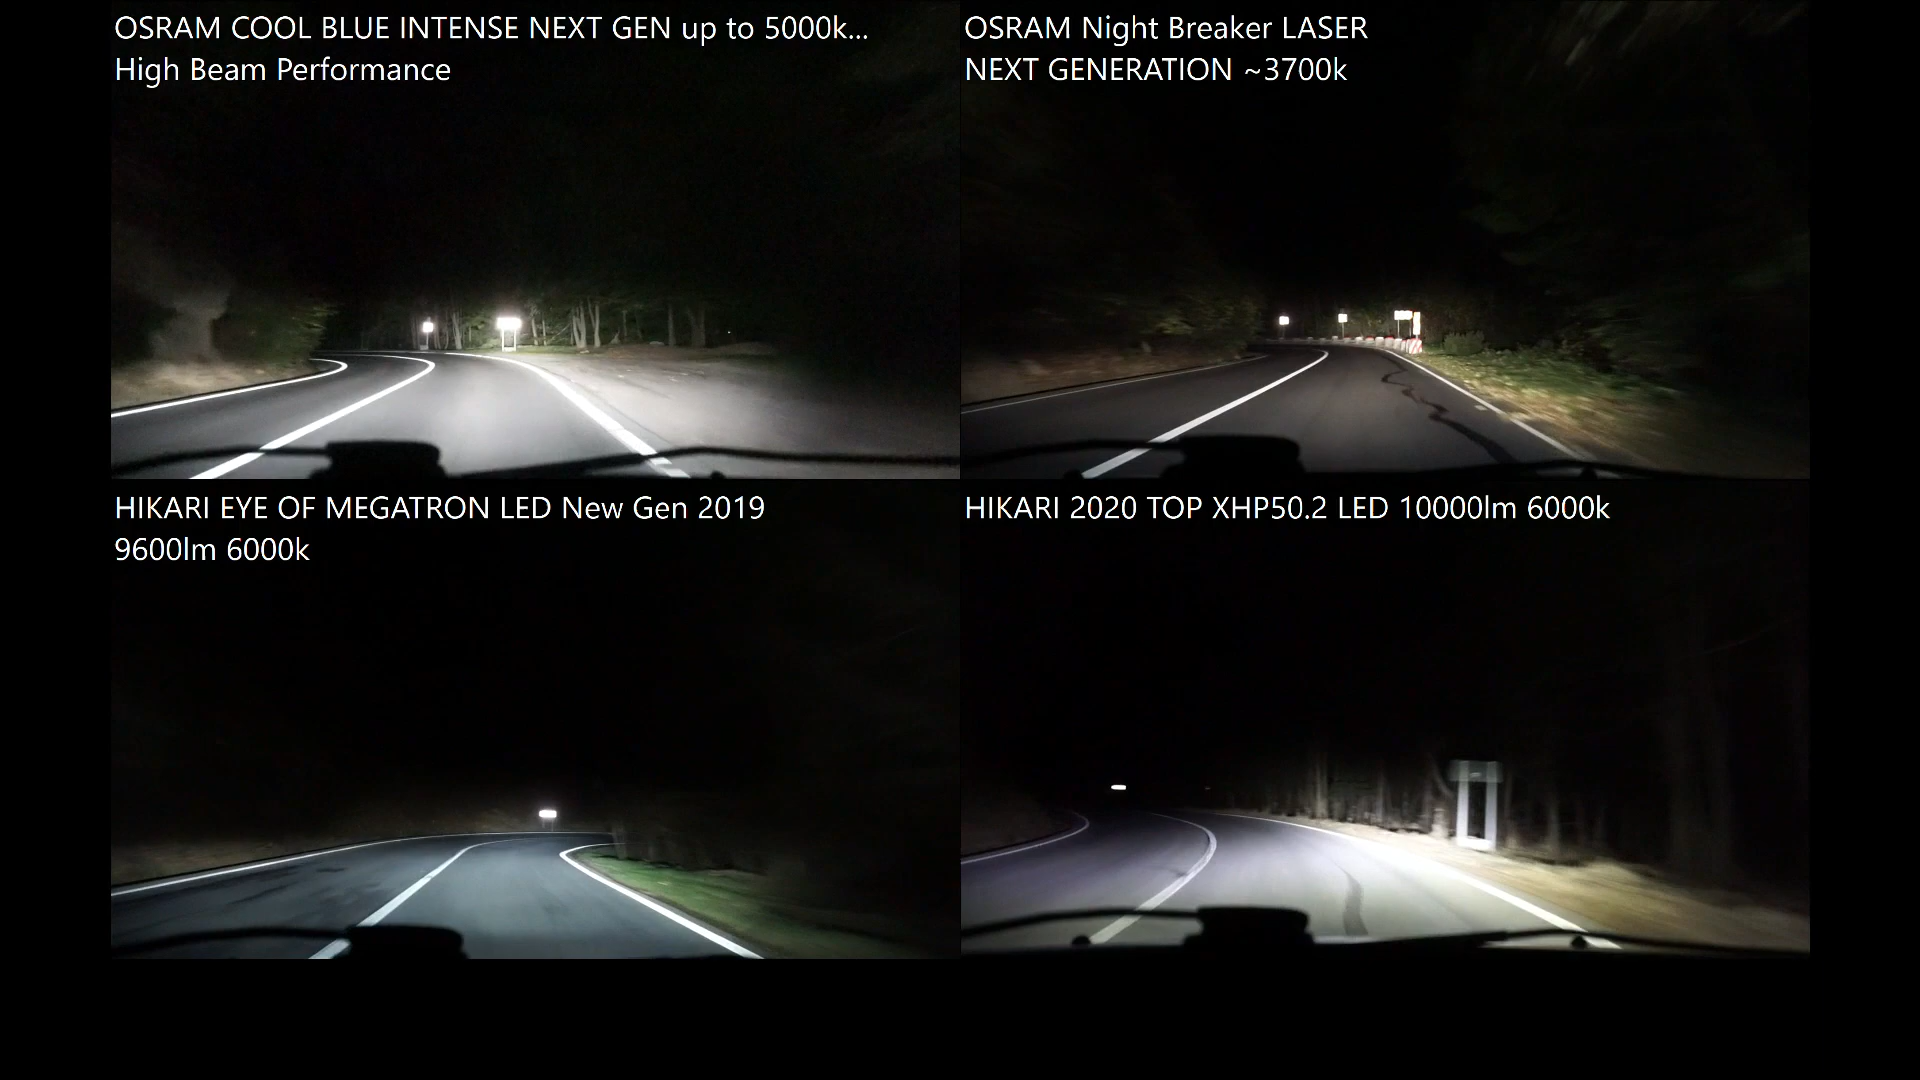 OSRAM COOL BLUE INTENSE NEXT GEN up to 5000k...
High Beam Performance
OSRAM Night Breaker LASER
NEXT GENERATION ~3700k
HIKARI EYE OF MEGATRON LED New Gen 2019
9600lm 6000k
HIKARI 2020 TOP XHP50.2 LED 10000lm 6000k